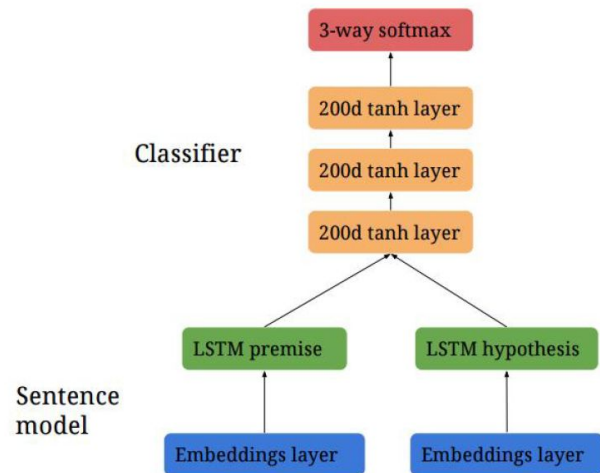 3-way softmax
200d tanh layer
Classifier
200d tanh layer
200d tanh layer
LSTM premise
LSTM hypothesis
Sentence
model
Embeddings layer
Embeddings layer